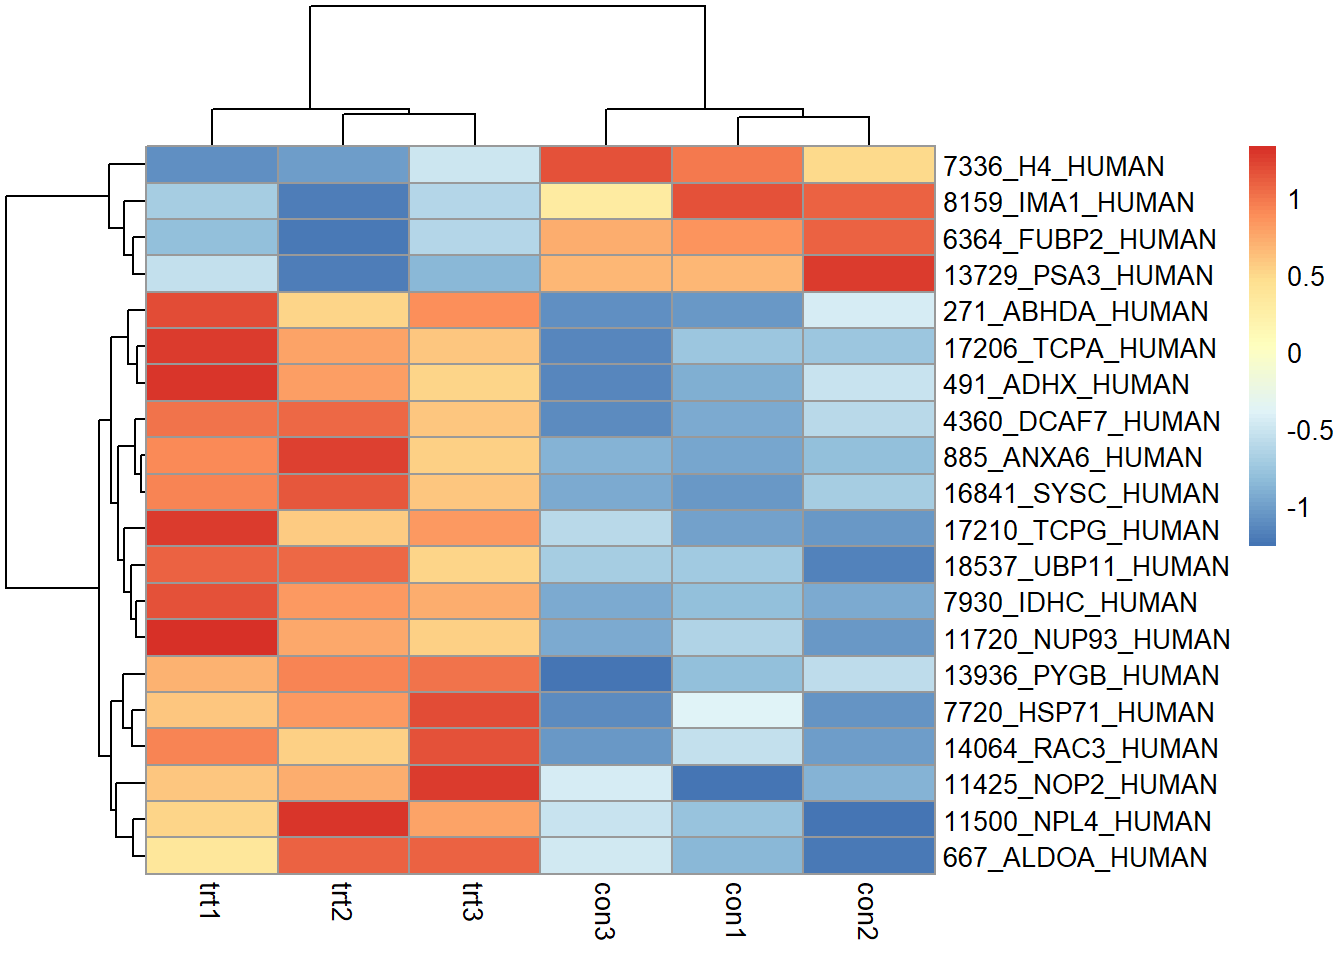 7336_H4_HUMAN
8159_IMA1_HUMAN
6364_FUBP2_HUMAN
13729_PSA3_HUMAN
271_ABHDA_HUMAN
17206_TCPA_HUMAN
491_ADHX_HUMAN
4360_DCAF7_HUMAN
885_ANXA6_HUMAN
16841_SYSC_HUMAN
17210_TCPG_HUMAN
18537_UBP11_HUMAN
7930_IDHC_HUMAN
11720_NUP93_HUMAN
13936_PYGB_HUMAN
7720_HSP71_HUMAN
14064_RAC3_HUMAN
11425_NOP2_HUMAN
11500_NPL4_HUMAN
667_ALDOA_HUMAN
1
0.5
0
-0.5
-1
trt1
trt2
trt3
con3
con1
con2